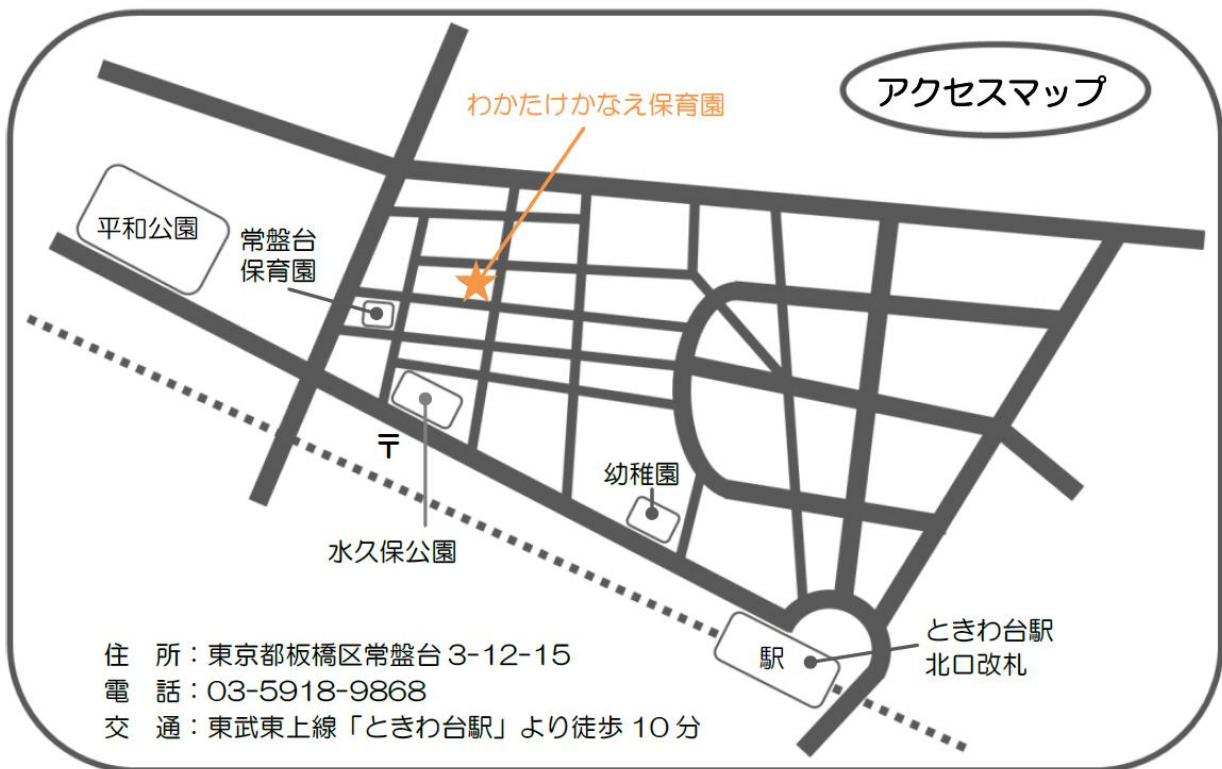 アクセスマップ
わかたけかなえ保育園
平和公園
常盤台
保育園
〒
幼稚園
水久保公園
ときわ台駅
北口改札
駅
住　所：東京都板橋区常盤台3-12-15
電　話：03-5918-9868
交　通：東武東上線「ときわ台駅」より徒歩10分